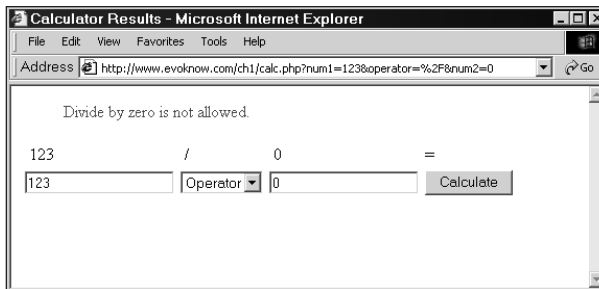 Calculator Results - Microsoft Internet Explorer
File Edit View Favorites Tools Help
Address http://www.evoknow.com/ch1/calc.php?num1=123&operator=%2F&num2=0 Go
Divide by zero is not allowed.
123 / 0 =
123 Operator 0 Calculate